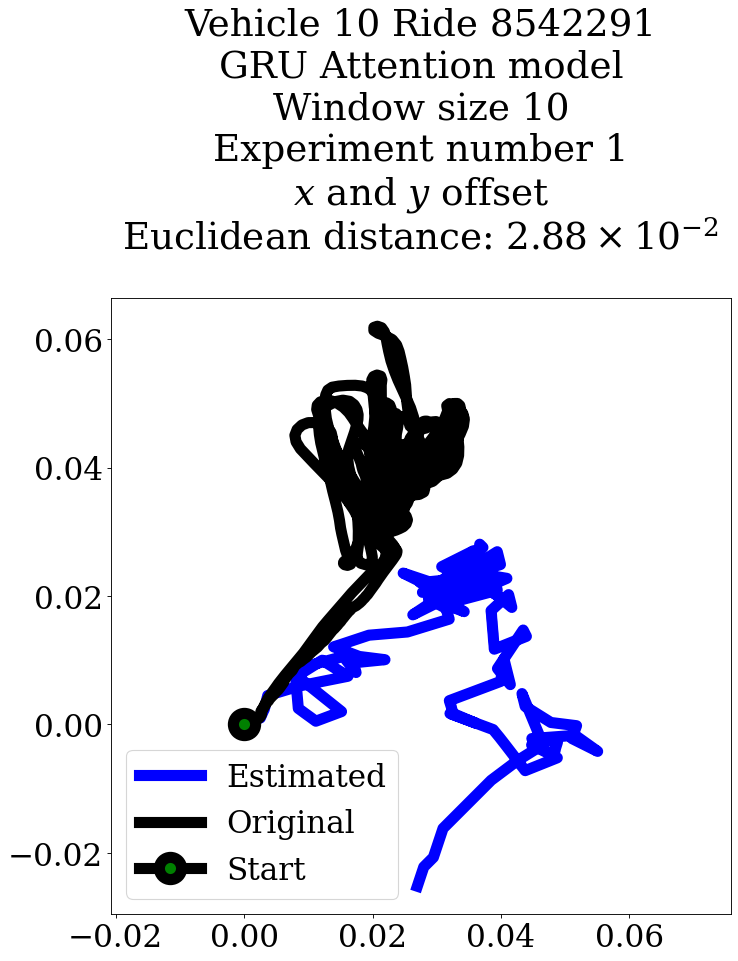 Vehicle 10 Ride 8542291
GRU Attention model
Window size 10
Experiment number 1
x and y offset
Euclidean distance: 2.88 × 10⁻²
0.06
0.04
0.02
0.00
−0.02
Estimated
Original
Start
−0.02 0.00 0.02 0.04 0.06